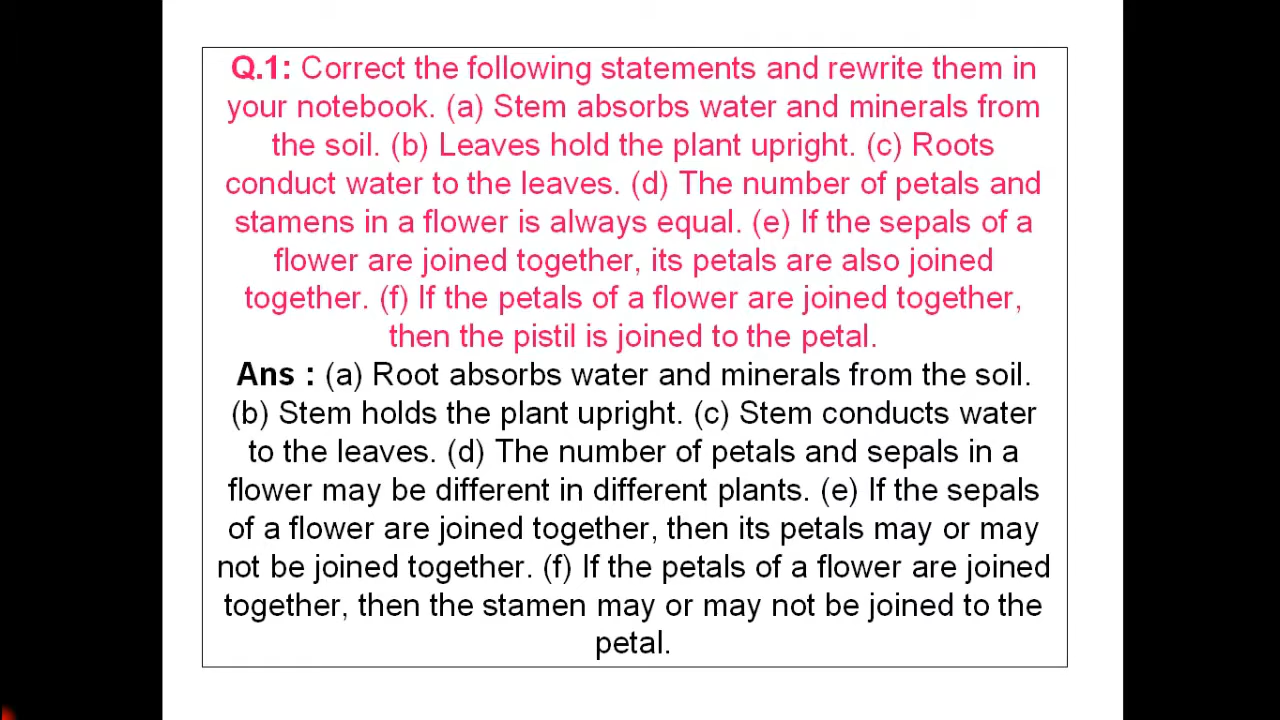 Q.1: Correct the following statements and rewrite them in
your notebook. (a) Stem absorbs water and minerals from
the soil. (b) Leaves hold the plant upright. (c) Roots
conduct water to the leaves. (d) The number of petals and
stamens in a flower is always equal. (e) If the sepals of a
flower are joined together, its petals are also joined
together. (f) If the petals of a flower are joined together,
then the pistil is joined to the petal.
Ans : (a) Root absorbs water and minerals from the soil.
(b) Stem holds the plant upright. (c) Stem conducts water
to the leaves. (d) The number of petals and sepals in a
flower may be different in different plants. (e) If the sepals
of a flower are joined together, then its petals may or may
not be joined together. (f) If the petals of a flower are joined
together, then the stamen may or may not be joined to the
petal.